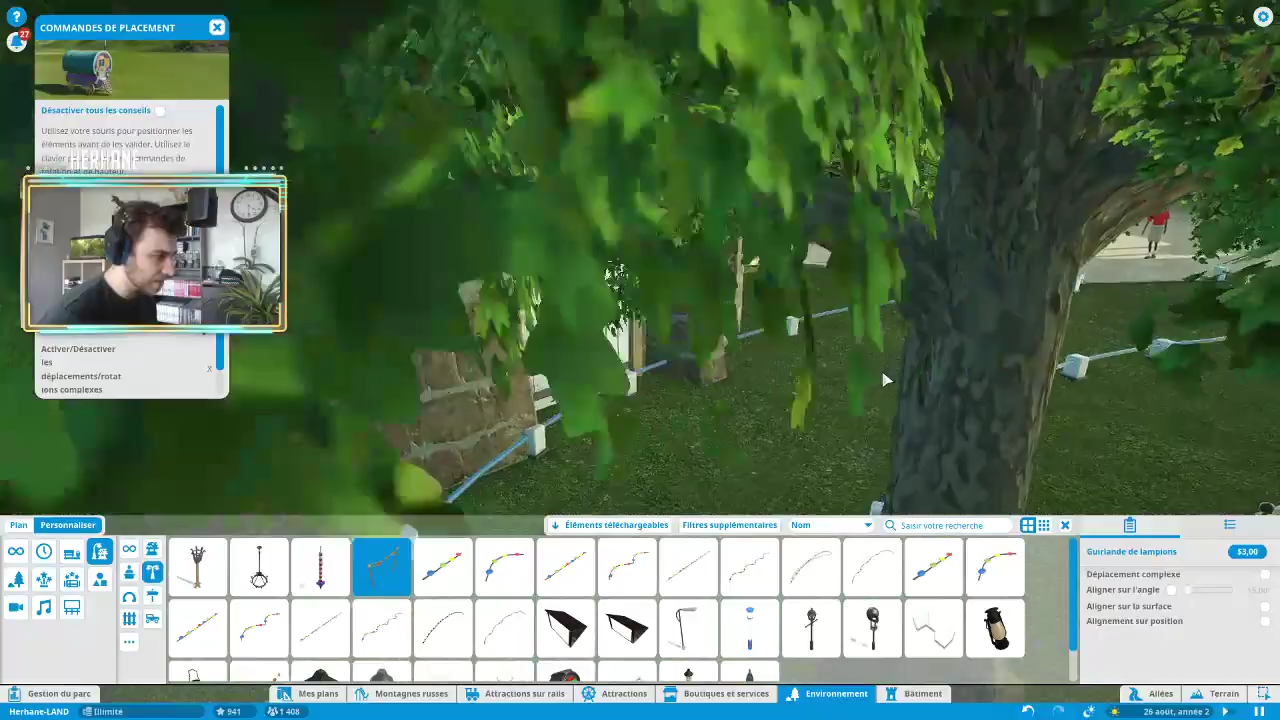 COMMANDES DE PLACEMENT
27
Désactiver tous les conseils
Utilisez votre souris pour positionner les
éléments avant de les valider. Utilisez le
HERHANE
Activer/Désactiver
les
déplacements/rotat
ions complexes
X
Plan
Personnaliser
Éléments téléchargeables
Filtres supplémentaires
Nom
Saisir votre recherche
Guirlande de lampions
$3,00
Déplacement complexe
Aligner sur l'angle
15,00°
Aligner sur la surface
Alignement sur position
Gestion du parc
Mes plans
Montagnes russes
Attractions sur rails
Attractions
Boutiques et services
Environnement
Bâtiment
Allées
Terrain
Herhane-LAND
Illimité
941
1 408
26 août, année 2